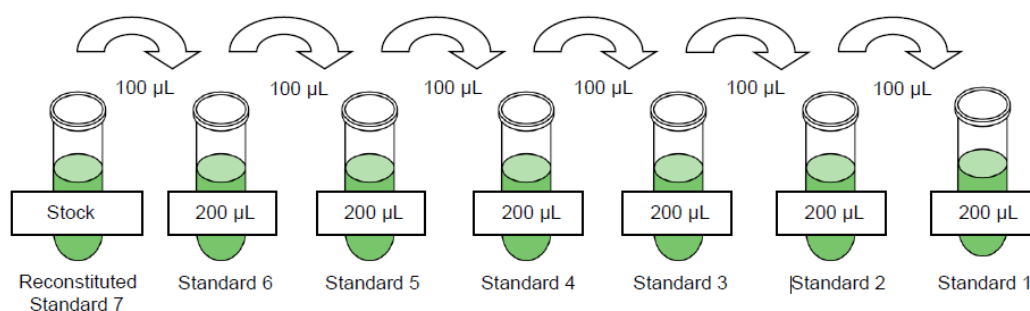 100 µL
100 µL
100 µL
100 µL
100 µL
100 µL
Stock
200 µL
200 µL
200 µL
200 µL
200 µL
200 µL
Reconstituted
Standard 7
Standard 6
Standard 5
Standard 4
Standard 3
Standard 2
Standard 1